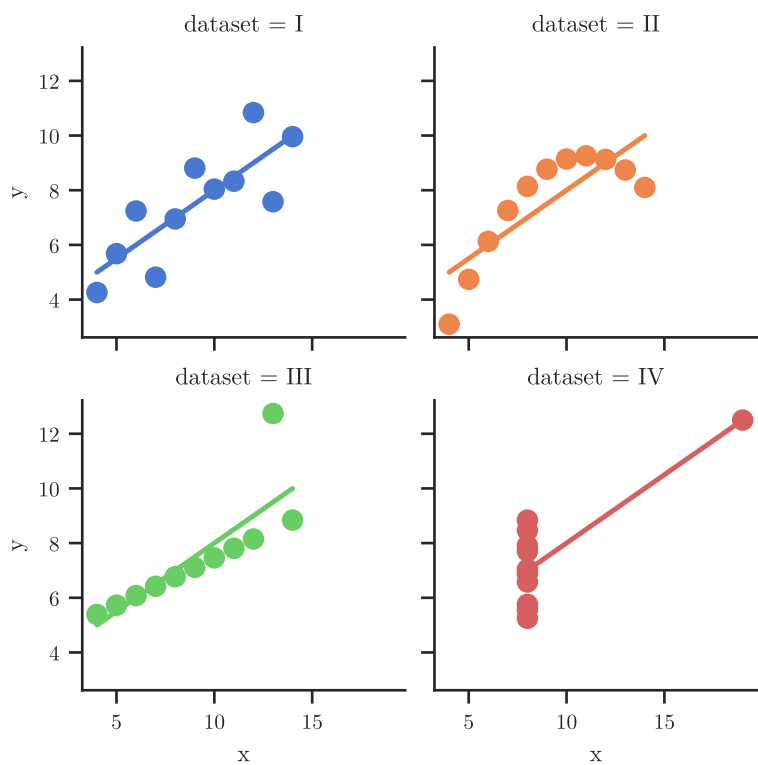 dataset = I
dataset = II
12
10
8
6
4
y
dataset = III
dataset = IV
12
10
8
6
4
y
5 10 15
5 10 15
x
x